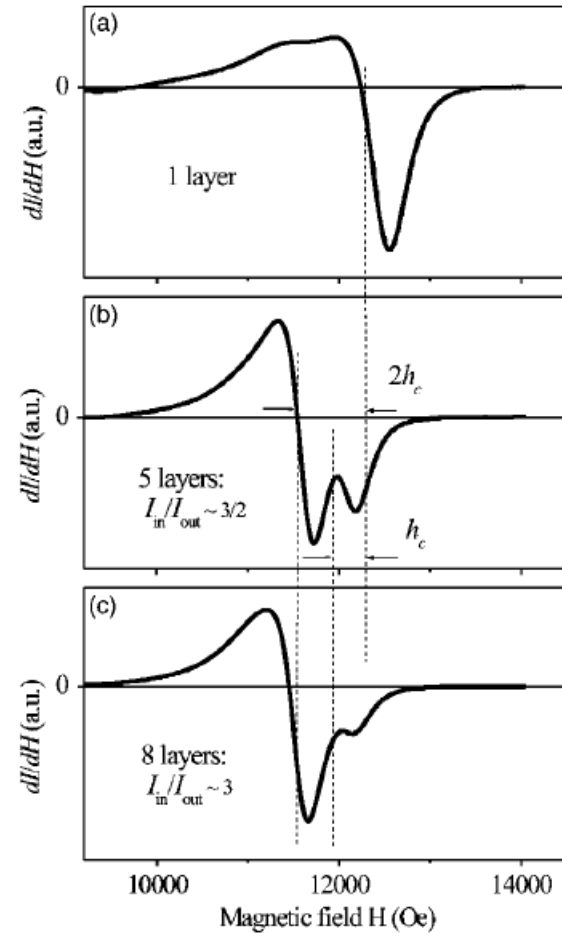 (a)
0
dI/dH (a.u.)
1 layer
(b)
0
dI/dH (a.u.)
2h_c
5 layers:
I_in/I_out ~ 3/2
h_c
(c)
0
dI/dH (a.u.)
8 layers:
I_in/I_out ~ 3
10000 12000 14000
Magnetic field H (Oe)